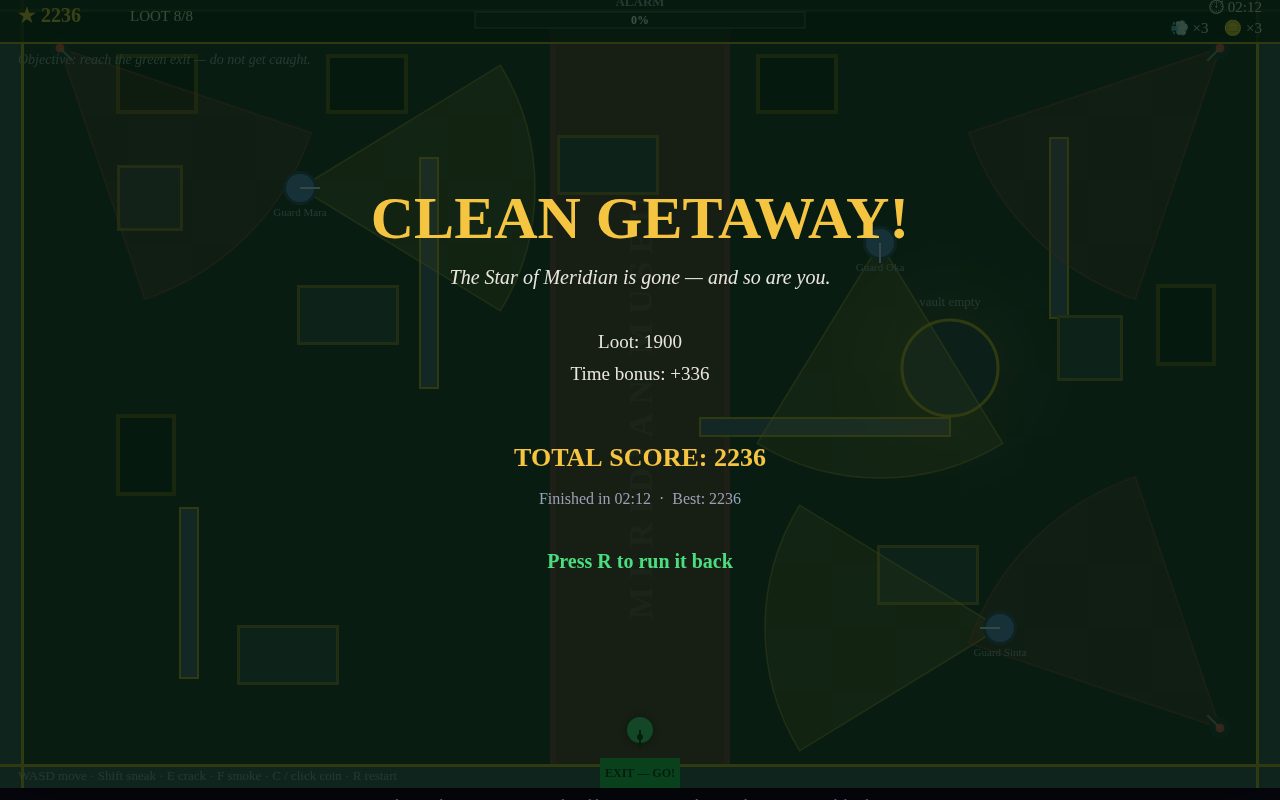 ALARM
★ 2236
LOOT 8/8
0%
⏱ 02:12
💨 ×3 🪙 ×3
Objective: reach the green exit — do not get caught.
Guard Mara
CLEAN GETAWAY!
Guard Oka
The Star of Meridian is gone — and so are you.
vault empty
Loot: 1900
Time bonus: +336
TOTAL SCORE: 2236
Finished in 02:12 · Best: 2236
Press R to run it back
Guard Sinta
EXIT — GO!
WASD move · Shift sneak · E crack · F smoke · C / click coin · R restart